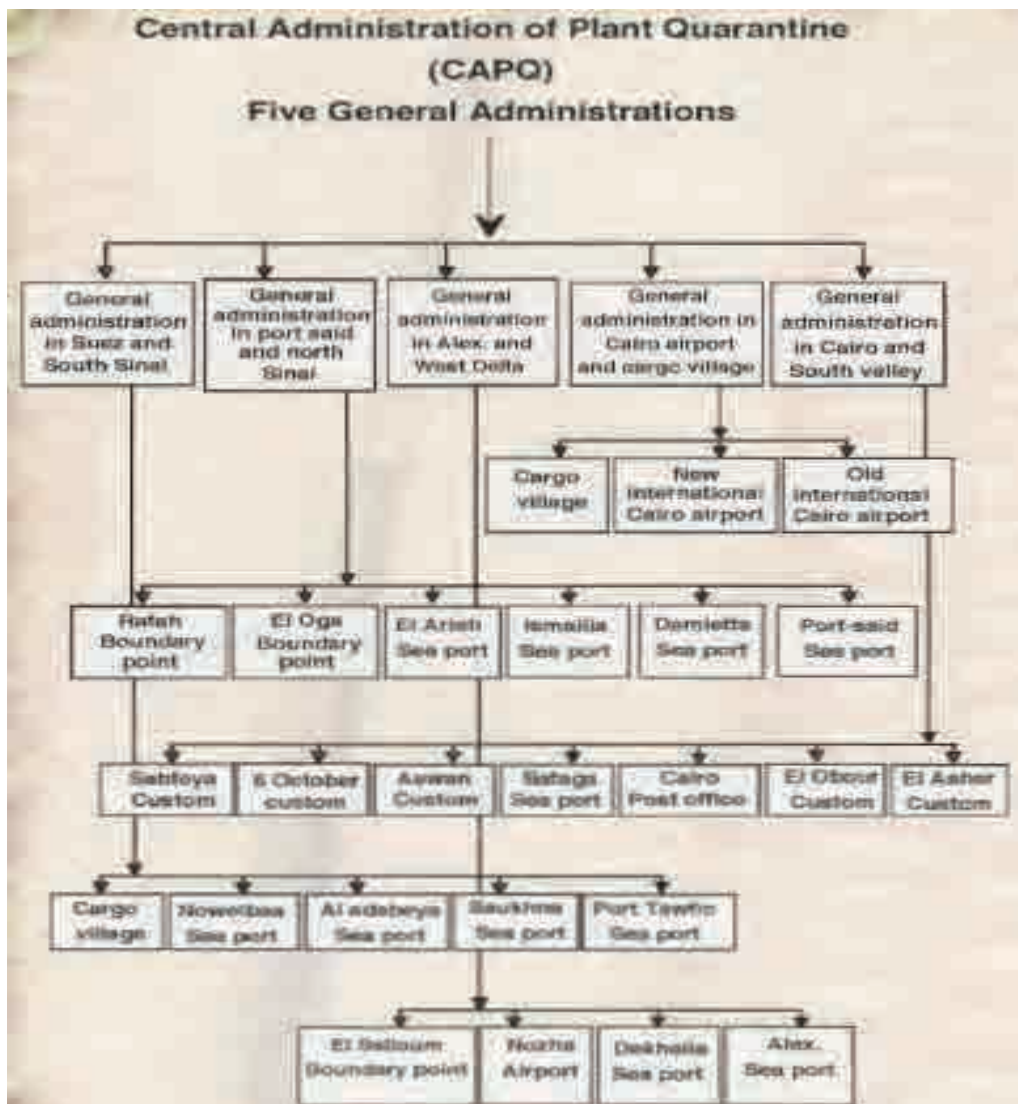 Central Administration of Plant Quarantine
(CAPQ)
Five General Administrations
General
administration
in Suez and
South Sinai
General
administration
in port said
and north
Sinai
General
administration
in Alex. and
West Delta
General
administration in
Cairo airport
and cargo village
General
administration
in Cairo and
South valley
Cargo
village
New
international
Cairo airport
Old
international
Cairo airport
Rafah
Boundary
point
El Oga
Boundary
point
El Arish
Sea port
Ismailia
Sea port
Damietta
Sea port
Port-said
Sea port
Custom
6 October
custom
Aswan
Custom
Safaga
Sea port
Cairo
Post office
El Obour
Custom
El Asher
Custom
Cargo
village
Sea port
Al adabeya
Sea port
Sea port
Port Tawfic
Sea port
El Salloum
Boundary point
Nozha
Airport
Dekheila
Sea port
Alex.
Sea port